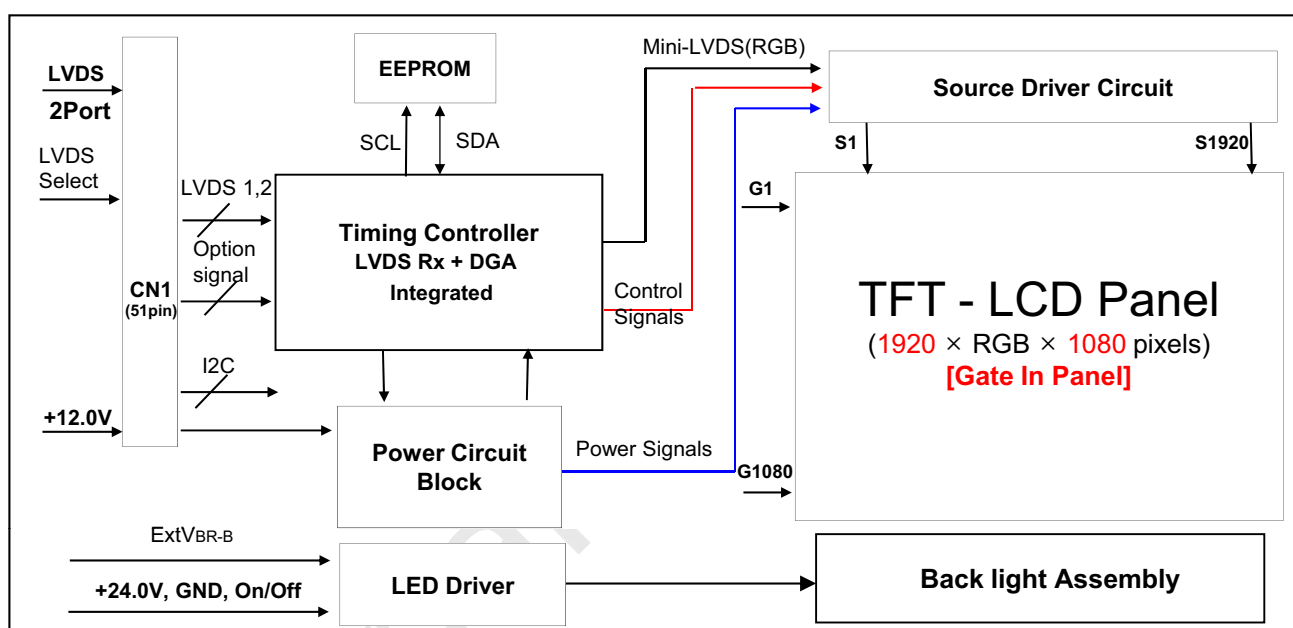 Mini-LVDS(RGB)
LVDS
2Port
EEPROM
Source Driver Circuit
SCL
SDA
S1
S1920
LVDS
Select
LVDS 1,2
G1
Timing Controller
LVDS Rx + DGA
Integrated
Option
signal
CN1
(51pin)
Control
Signals
TFT - LCD Panel
(1920 × RGB × 1080 pixels)
[Gate In Panel]
I2C
+12.0V
Power Circuit
Block
Power Signals
G1080
ExtVBR-B
+24.0V, GND, On/Off
LED Driver
Back light Assembly